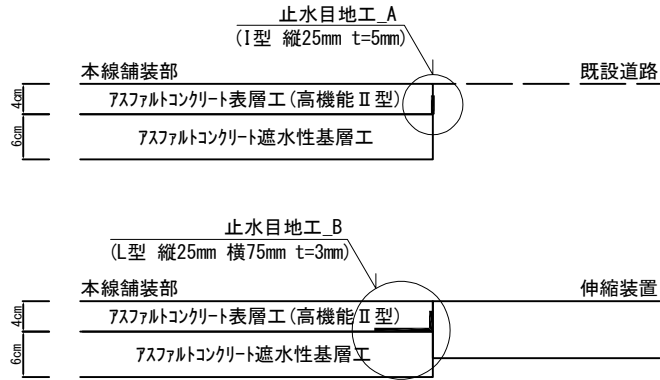 止水目地工_A
(I型 縦25mm t=5mm)
本線舗装部
既設道路
4cm
アスファルトコンクリート表層工(高機能Ⅱ型)
6cm
アスファルトコンクリート遮水性基層工
止水目地工_B
(L型 縦25mm 横75mm t=3mm)
本線舗装部
伸縮装置
4cm
アスファルトコンクリート表層工(高機能Ⅱ型)
6cm
アスファルトコンクリート遮水性基層工